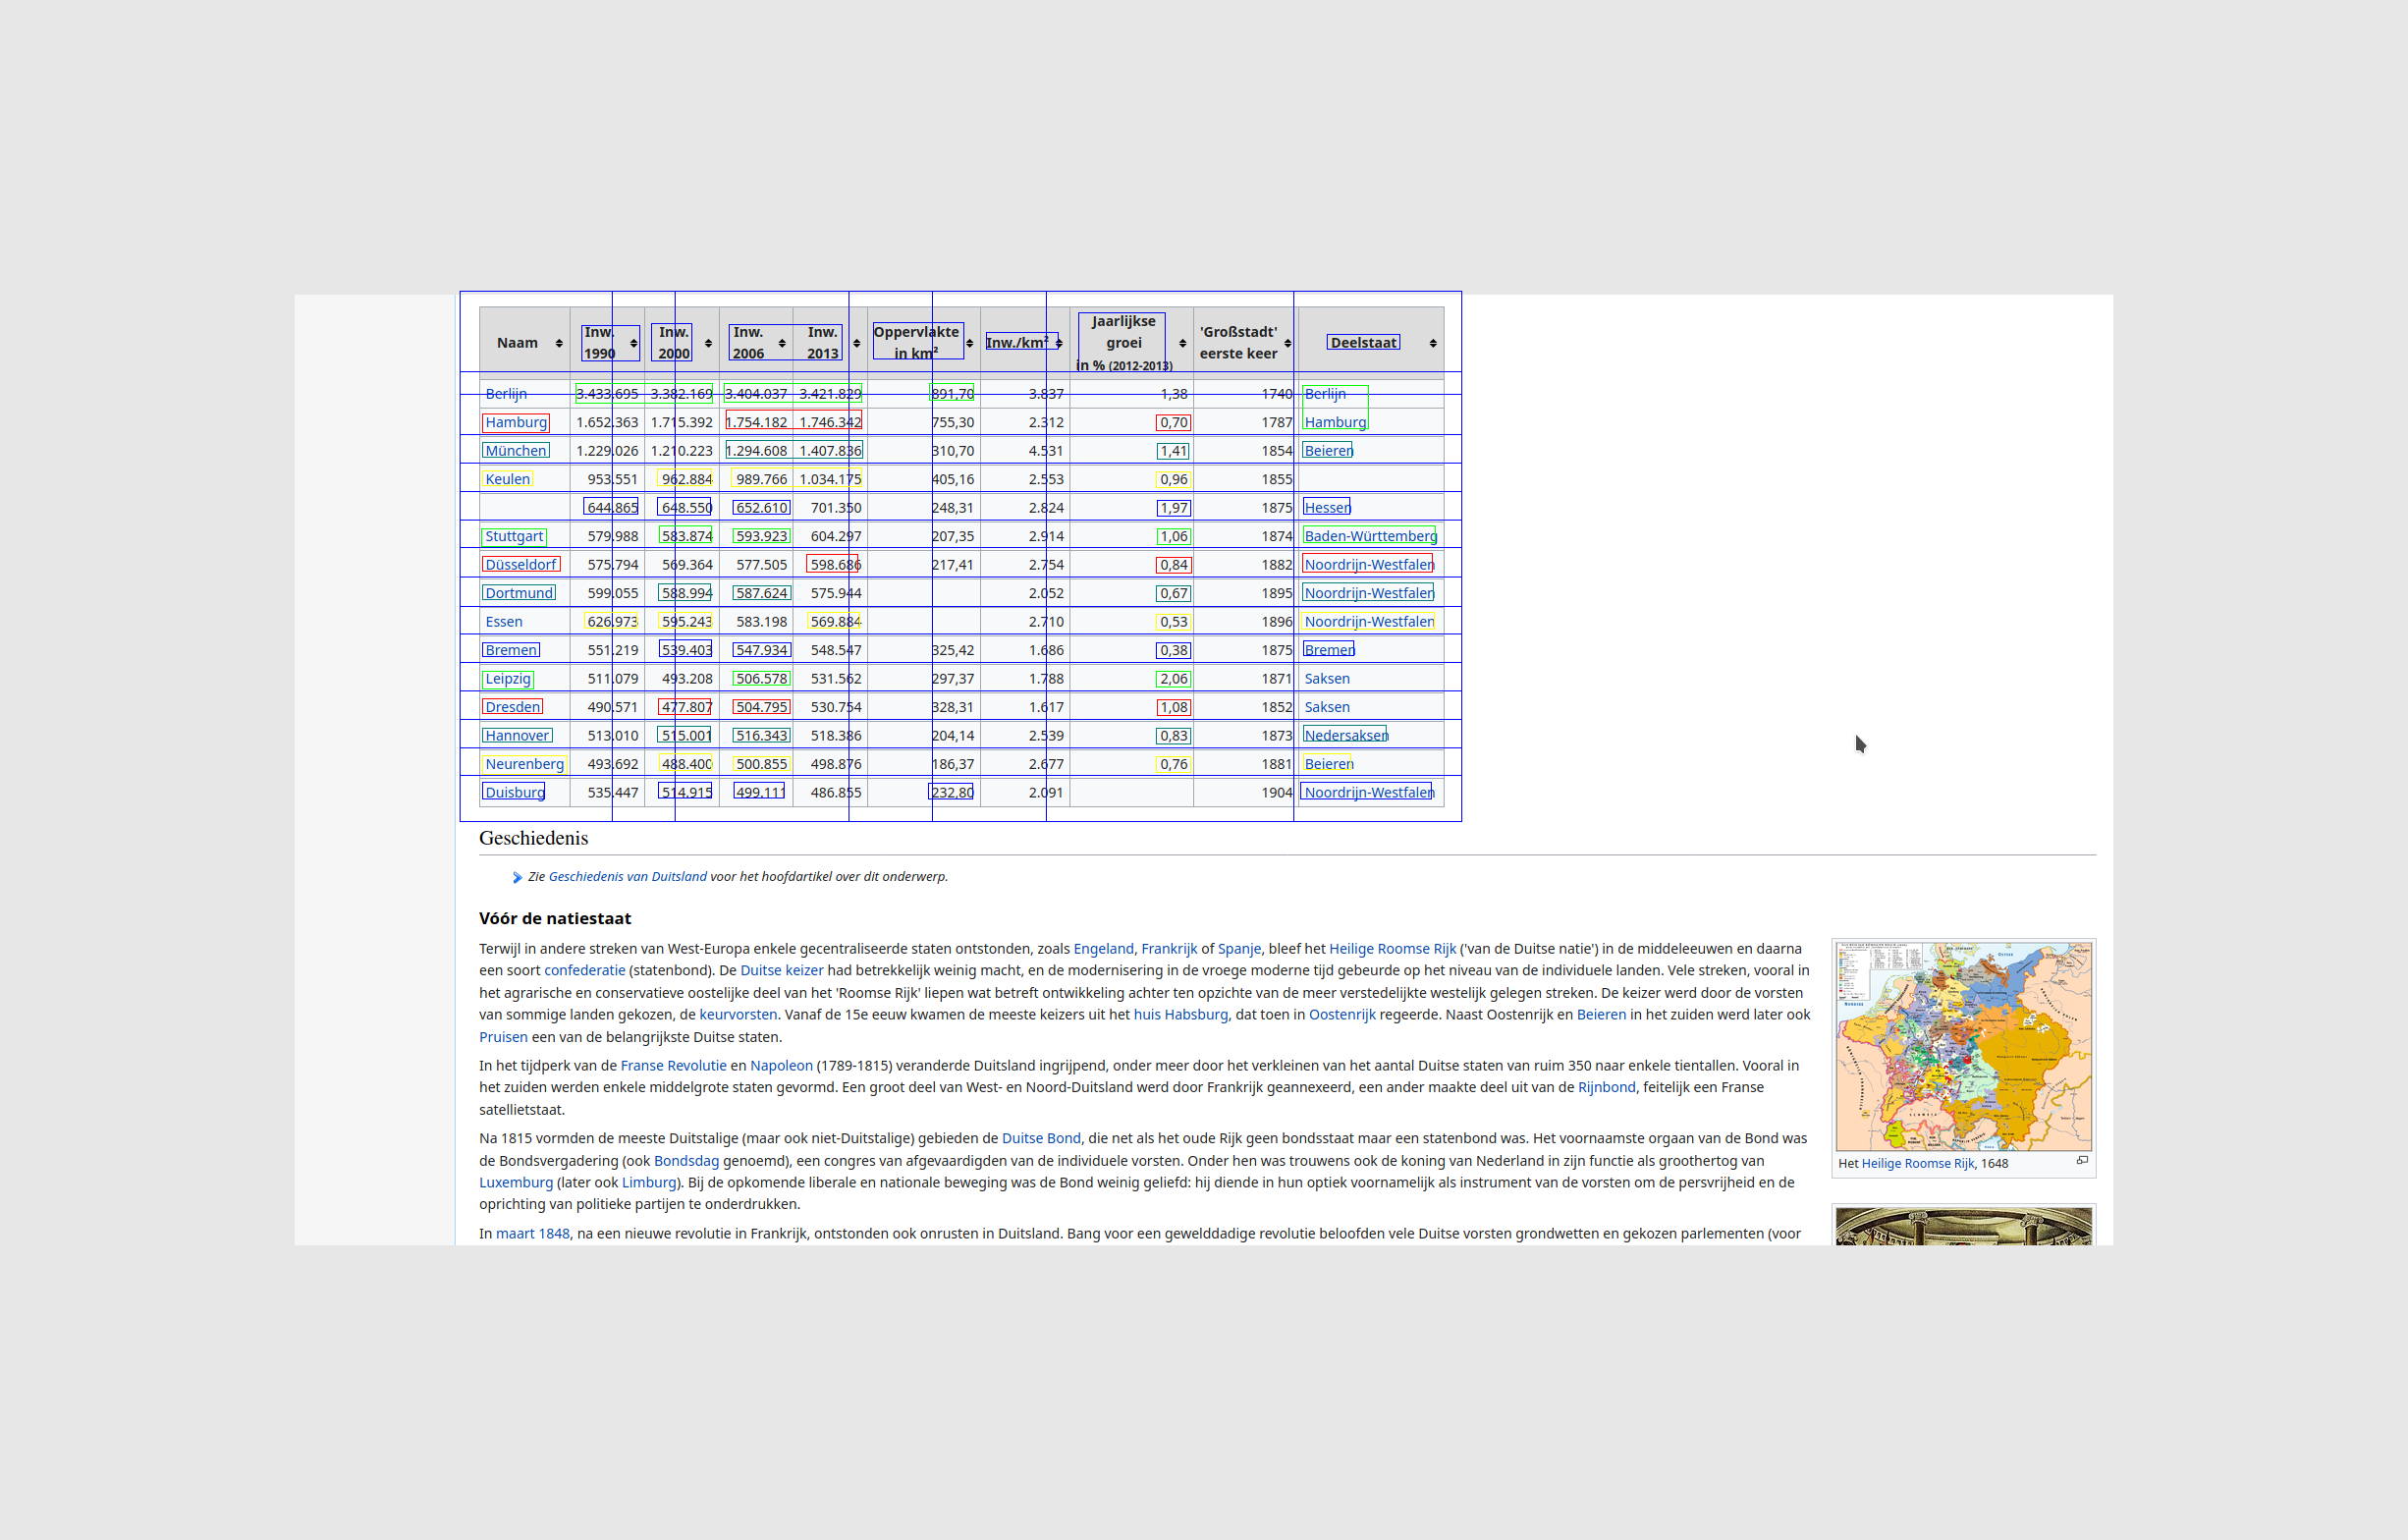 Naam Inw. 1990 Inw. 2000 Inw. 2006 Inw. 2013 Oppervlakte in km² Inw./km² Jaarlijkse groei in % (2012-2013) 'Großstadt' eerste keer Deelstaat
Berlijn 3.433.695 3.382.169 3.404.037 3.421.829 891,70 3.837 1,38 1740 Berlijn
Hamburg 1.652.363 1.715.392 1.754.182 1.746.342 755,30 2.312 0,70 1787 Hamburg
München 1.229.026 1.210.223 1.294.608 1.407.836 310,70 4.531 1,41 1854 Beieren
Keulen 953.551 962.884 989.766 1.034.175 405,16 2.553 0,96 1855
644.865 648.550 652.610 701.350 248,31 2.824 1,97 1875 Hessen
Stuttgart 579.988 583.874 593.923 604.297 207,35 2.914 1,06 1874 Baden-Württemberg
Düsseldorf 575.794 569.364 577.505 598.686 217,41 2.754 0,84 1882 Noordrijn-Westfalen
Dortmund 599.055 588.994 587.624 575.944 2.052 0,67 1895 Noordrijn-Westfalen
Essen 626.973 595.243 583.198 569.884 2.710 0,53 1896 Noordrijn-Westfalen
Bremen 551.219 539.403 547.934 548.547 325,42 1.686 0,38 1875 Bremen
Leipzig 511.079 493.208 506.578 531.562 297,37 1.788 2,06 1871 Saksen
Dresden 490.571 477.807 504.795 530.754 328,31 1.617 1,08 1852 Saksen
Hannover 513.010 515.001 516.343 518.386 204,14 2.539 0,83 1873 Nedersaksen
Neurenberg 493.692 488.400 500.855 498.876 186,37 2.677 0,76 1881 Beieren
Duisburg 535.447 514.915 499.111 486.855 232,80 2.091 1904 Noordrijn-Westfalen
Geschiedenis
Zie Geschiedenis van Duitsland voor het hoofdartikel over dit onderwerp.
Vóór de natiestaat
Terwijl in andere streken van West-Europa enkele gecentraliseerde staten ontstonden, zoals Engeland, Frankrijk of Spanje, bleef het Heilige Roomse Rijk ('van de Duitse natie') in de middeleeuwen en daarna
een soort confederatie (statenbond). De Duitse keizer had betrekkelijk weinig macht, en de modernisering in de vroege moderne tijd gebeurde op het niveau van de individuele landen. Vele streken, vooral in
het agrarische en conservatieve oostelijke deel van het 'Roomse Rijk' liepen wat betreft ontwikkeling achter ten opzichte van de meer verstedelijkte westelijk gelegen streken. De keizer werd door de vorsten
van sommige landen gekozen, de keurvorsten. Vanaf de 15e eeuw kwamen de meeste keizers uit het huis Habsburg, dat toen in Oostenrijk regeerde. Naast Oostenrijk en Beieren in het zuiden werd later ook
Pruisen een van de belangrijkste Duitse staten.
In het tijdperk van de Franse Revolutie en Napoleon (1789-1815) veranderde Duitsland ingrijpend, onder meer door het verkleinen van het aantal Duitse staten van ruim 350 naar enkele tientallen. Vooral in
het zuiden werden enkele middelgrote staten gevormd. Een groot deel van West- en Noord-Duitsland werd door Frankrijk geannexeerd, een ander maakte deel uit van de Rijnbond, feitelijk een Franse
satellietstaat.
Na 1815 vormden de meeste Duitstalige (maar ook niet-Duitstalige) gebieden de Duitse Bond, die net als het oude Rijk geen bondsstaat maar een statenbond was. Het voornaamste orgaan van de Bond was
de Bondsvergadering (ook Bondsdag genoemd), een congres van afgevaardigden van de individuele vorsten. Onder hen was trouwens ook de koning van Nederland in zijn functie als groothertog van
Luxemburg (later ook Limburg). Bij de opkomende liberale en nationale beweging was de Bond weinig geliefd: hij diende in hun optiek voornamelijk als instrument van de vorsten om de persvrijheid en de
oprichting van politieke partijen te onderdrukken.
In maart 1848, na een nieuwe revolutie in Frankrijk, ontstonden ook onrusten in Duitsland. Bang voor een gewelddadige revolutie beloofden vele Duitse vorsten grondwetten en gekozen parlementen (voor
Het Heilige Roomse Rijk, 1648